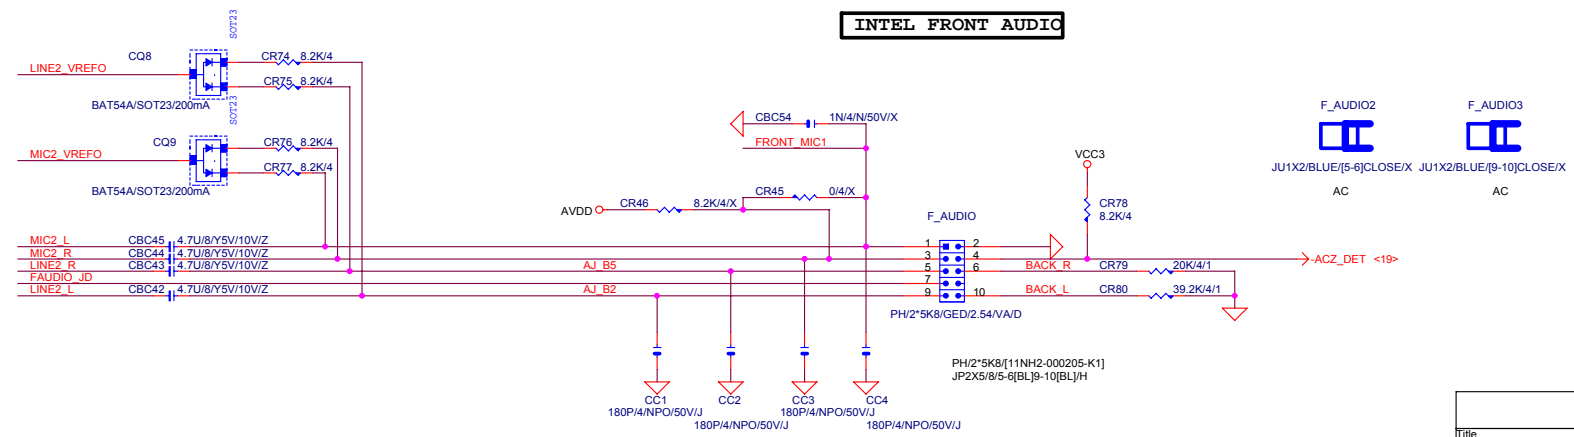 INTEL FRONT AUDIO
SOT23
CQ8
CR74 8.2K/4
LINE2_VREFO
CR75 8.2K/4
BAT54A/SOT23/200mA
SOT23
F_AUDIO2
F_AUDIO3
CBC54
1N/4/N/50V/X
CQ9
CR76 8.2K/4
FRONT_MIC1
MIC2_VREFO
VCC3
CR77 8.2K/4
JU1X2/BLUE/[5-6]CLOSE/X
JU1X2/BLUE/[9-10]CLOSE/X
BAT54A/SOT23/200mA
CR45
0/4/X
AC
AC
AVDD
CR46
8.2K/4/X
CR78
8.2K/4
F_AUDIO
MIC2_L
CBC45 4.7U/8/Y5V/10V/Z
1
2
MIC2_R
CBC44 4.7U/8/Y5V/10V/Z
3
4
-ACZ_DET <19>
LINE2_R
CBC43 4.7U/8/Y5V/10V/Z
AJ_B5
5
6
BACK_R
CR79
20K/4/1
FAUDIO_JD
7
LINE2_L
CBC42 4.7U/8/Y5V/10V/Z
AJ_B2
9
10
BACK_L
CR80
39.2K/4/1
PH/2*5K8/GED/2.54/VA/D
PH/2*5K8/[11NH2-000205-K1]
JP2X5/8/5-6[BL]9-10[BL]/H
CC1
CC2
CC3
CC4
180P/4/NPO/50V/J
180P/4/NPO/50V/J
180P/4/NPO/50V/J
180P/4/NPO/50V/J
Title